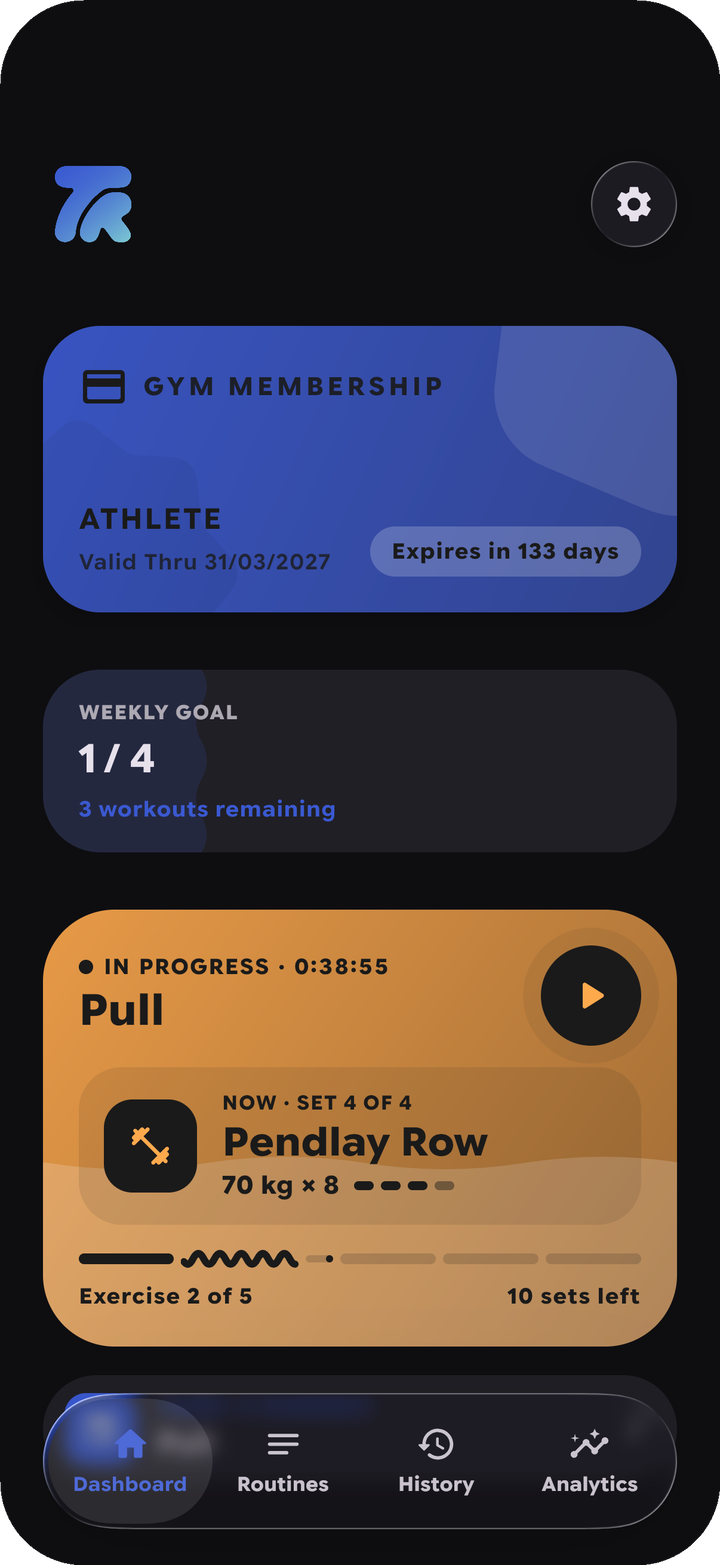 TR
GYM MEMBERSHIP
ATHLETE
Valid Thru 31/03/2027
Expires in 133 days
WEEKLY GOAL
1 / 4
3 workouts remaining
IN PROGRESS · 0:38:55
Pull
NOW · SET 4 OF 4
Pendlay Row
70 kg × 8
Exercise 2 of 5
10 sets left
Dashboard
Routines
History
Analytics